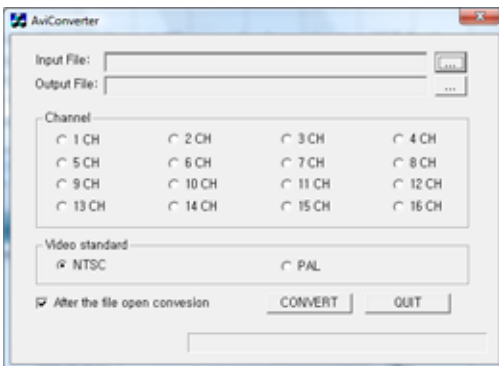 AviConverter
Input File: ...
Output File: ...
Channel
1 CH 2 CH 3 CH 4 CH
5 CH 6 CH 7 CH 8 CH
9 CH 10 CH 11 CH 12 CH
13 CH 14 CH 15 CH 16 CH
Video standard
NTSC PAL
After the file open convesion CONVERT QUIT